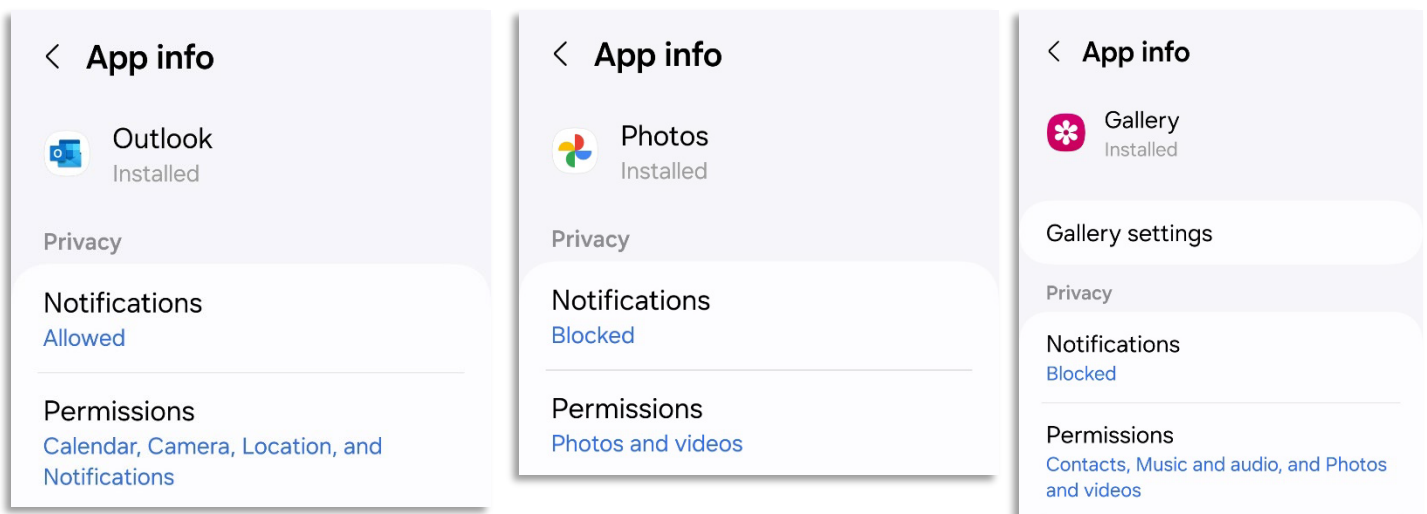 App info
Outlook
Installed
Privacy
Notifications
Allowed
Permissions
Calendar, Camera, Location, and
Notifications
App info
Photos
Installed
Privacy
Notifications
Blocked
Permissions
Photos and videos
App info
Gallery
Installed
Gallery settings
Privacy
Notifications
Blocked
Permissions
Contacts, Music and audio, and Photos
and videos